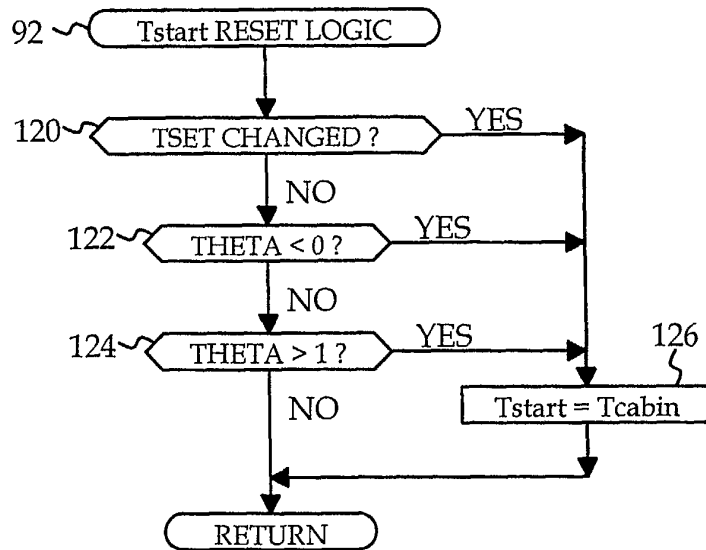 92
Tstart RESET LOGIC
120
TSET CHANGED ?
YES
NO
122
THETA < 0 ?
YES
NO
124
THETA > 1 ?
YES
126
NO
Tstart = Tcabin
RETURN